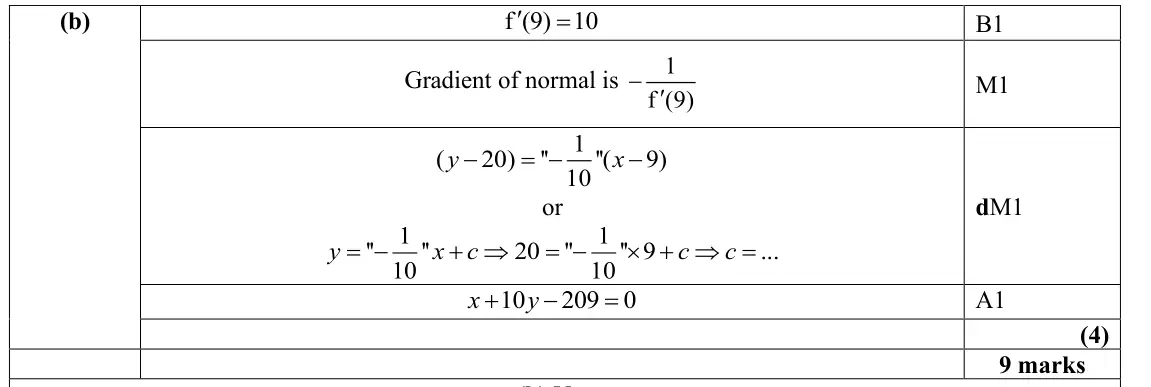 (b) f′(9) = 10 B1
Gradient of normal is −1/f′(9) M1
(y − 20) = "−1/10"(x − 9)
or
dM1
y = "−1/10"x + c ⇒ 20 = "−1/10"×9 + c ⇒ c = ...
x + 10y − 209 = 0 A1
(4)
9 marks